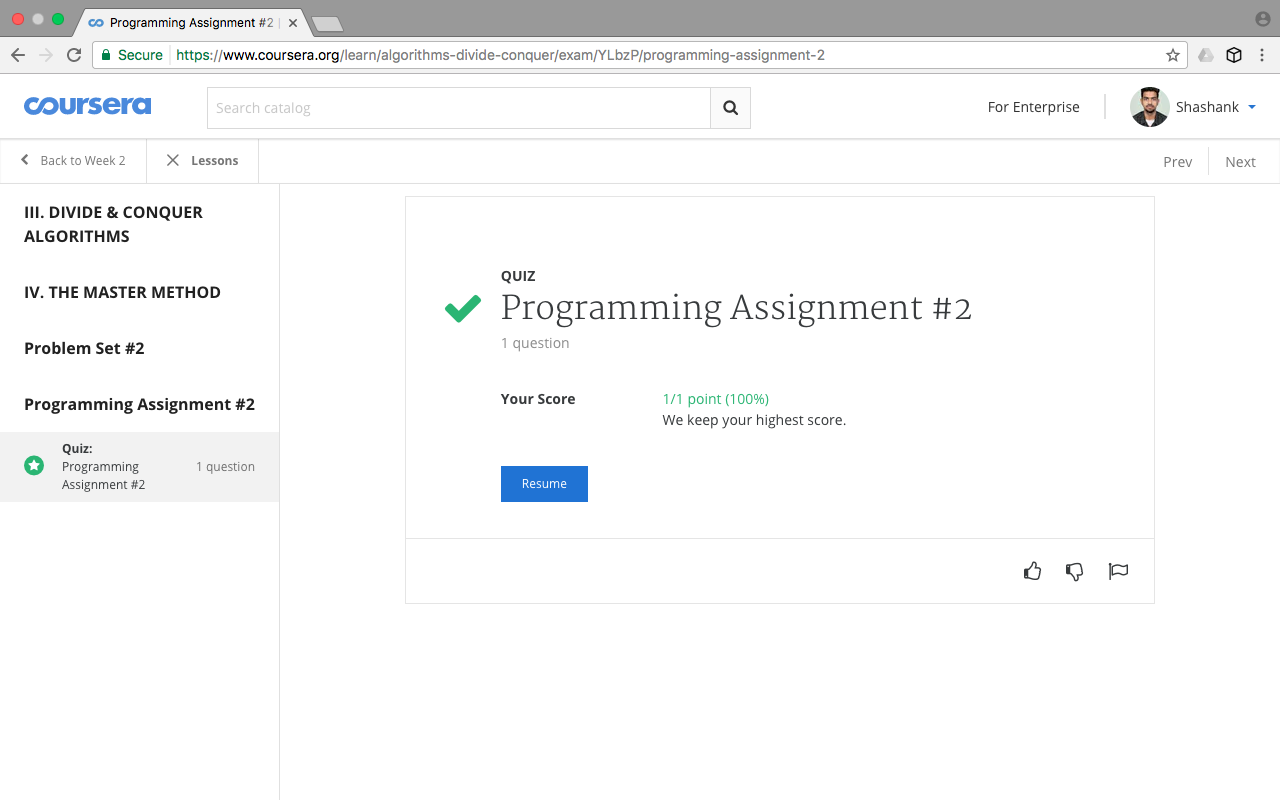 Programming Assignment #2 |
Secure https://www.coursera.org/learn/algorithms-divide-conquer/exam/YLbzP/programming-assignment-2
coursera
Search catalog
For Enterprise
Shashank
Back to Week 2
Lessons
Prev
Next
III. DIVIDE & CONQUER
ALGORITHMS
IV. THE MASTER METHOD
Problem Set #2
Programming Assignment #2
Quiz:
Programming
Assignment #2
1 question
QUIZ
Programming Assignment #2
1 question
Your Score
1/1 point (100%)
We keep your highest score.
Resume